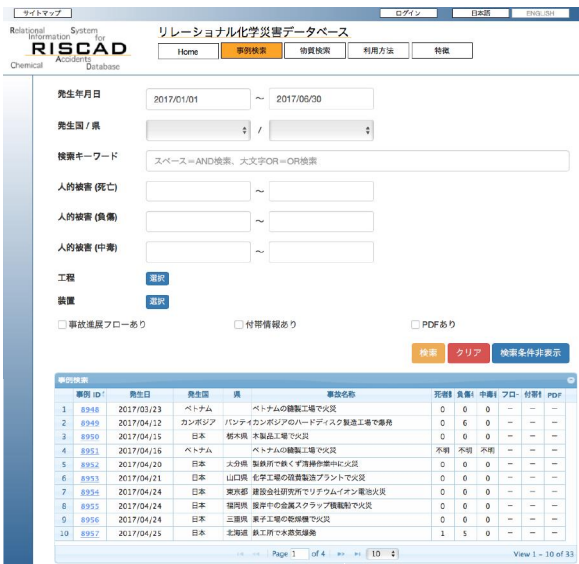 サイトマップ ログイン 日本語 ENGLISH
Relational System
Information for
RISCAD
Chemical Accidents
Database
リレーショナル化学災害データベース
Home 事例検索 物質検索 利用方法 特徴
発生年月日 2017/01/01 ～ 2017/06/30
発生国 / 県 /
検索キーワード スペース=AND検索、大文字OR=OR検索
人的被害 (死亡) ～
人的被害 (負傷) ～
人的被害 (中毒) ～
工程 選択
装置 選択
事故進展フローあり 付帯情報あり PDFあり
検索 クリア 検索条件非表示
事例検索
事例 ID 発生日 発生国 県 事故名称 死者 負傷 中毒 フロー 付帯 PDF
1 8948 2017/03/23 ベトナム ベトナムの縫製工場で火災 0 0 0 － － －
2 8949 2017/04/12 カンボジア バンテイ カンボジアのハードディスク製造工場で爆発 0 6 0 － － －
3 8950 2017/04/15 日本 栃木県 木製品工場で火災 0 0 0 － － －
4 8951 2017/04/16 ベトナム ベトナムの縫製工場で火災 不明 不明 不明 － － －
5 8952 2017/04/20 日本 大分県 製鉄所で鉄くず清掃作業中に火災 0 0 0 － － －
6 8953 2017/04/21 日本 山口県 化学工場の硫黄製造プラントで火災 0 0 0 － － －
7 8954 2017/04/24 日本 東京都 建設会社研究所でリチウムイオン電池火災 0 0 0 － － －
8 8955 2017/04/24 日本 福岡県 接岸中の金属スクラップ積載船で火災 0 0 0 － － －
9 8956 2017/04/24 日本 三重県 菓子工場の乾燥機で火災 0 0 0 － － －
10 8957 2017/04/25 日本 北海道 鉄工所で水蒸気爆発 1 5 0 － － －
Page 1 of 4 10 View 1 - 10 of 33